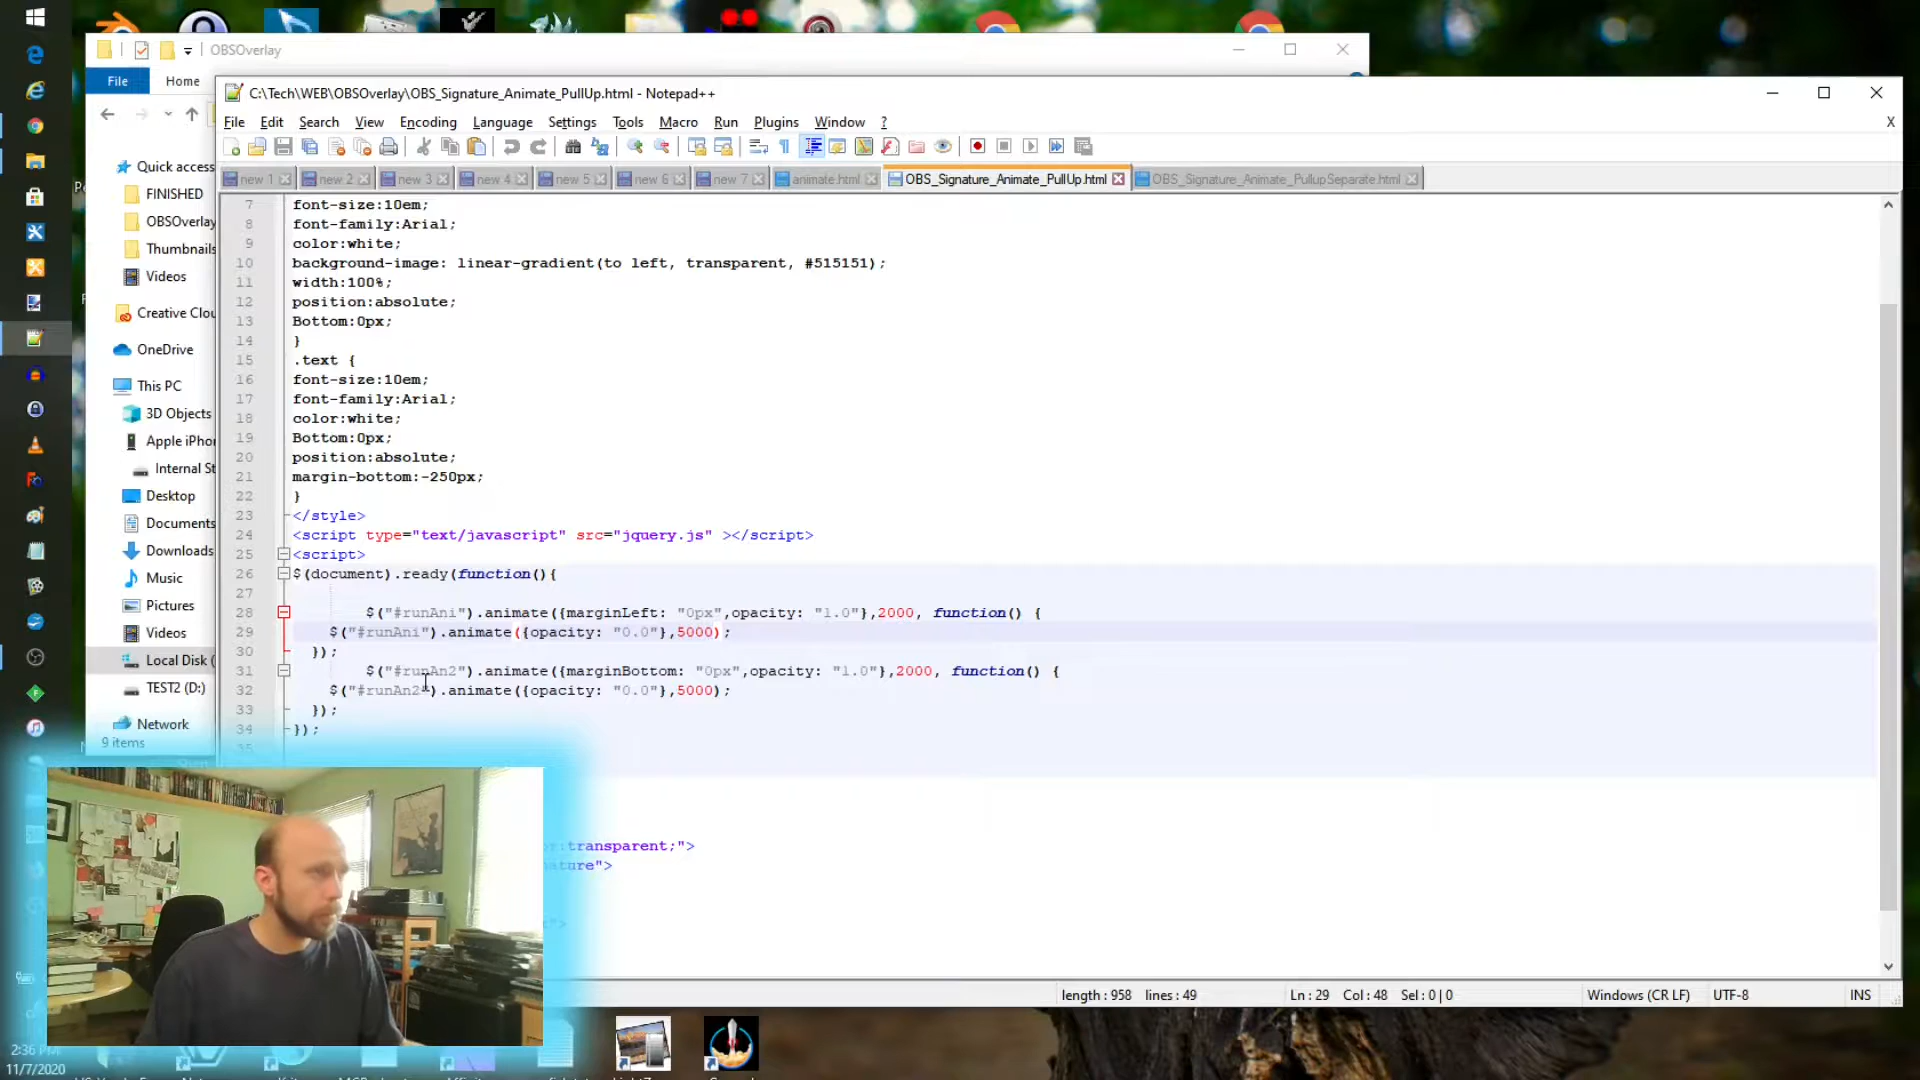 OBSOverlay
File Home
C:\Tech\WEB\OBSOverlay\OBS_Signature_Animate_PullUp.html - Notepad++
File Edit Search View Encoding Language Settings Tools Macro Run Plugins Window ? X
new 1 new 2 new 3 new 4 new 5 new 6 new 7 animate.html OBS_Signature_Animate_PullUp.html OBS_Signature_Animate_PullupSeparate.html
Quick access
FINISHED
OBSOverlay
Thumbnails
Videos
Creative Clou
OneDrive
This PC
3D Objects
Apple iPho
Internal St
Desktop
Documents
Downloads
Music
Pictures
Videos
Local Disk (
TEST2 (D:)
Network
9 items
7 font-size:10em;
8 font-family:Arial;
9 color:white;
10 background-image: linear-gradient(to left, transparent, #515151);
11 width:100%;
12 position:absolute;
13 Bottom:0px;
14 }
15 .text {
16 font-size:10em;
17 font-family:Arial;
18 color:white;
19 Bottom:0px;
20 position:absolute;
21 margin-bottom:-250px;
22 }
23 </style>
24 <script type="text/javascript" src="jquery.js" ></script>
25 <script>
26 $(document).ready(function(){
27
28 $("#runAni").animate({marginLeft: "0px",opacity: "1.0"},2000, function() {
29 $("#runAni").animate({opacity: "0.0"},5000);
30 });
31 $("#runAn2").animate({marginBottom: "0px",opacity: "1.0"},2000, function() {
32 $("#runAn2").animate({opacity: "0.0"},5000);
33 });
34 });
35
:transparent;">
ature">
">
length : 958 lines : 49 Ln : 29 Col : 48 Sel : 0 | 0 Windows (CR LF) UTF-8 INS
2:36 PM
11/7/2020